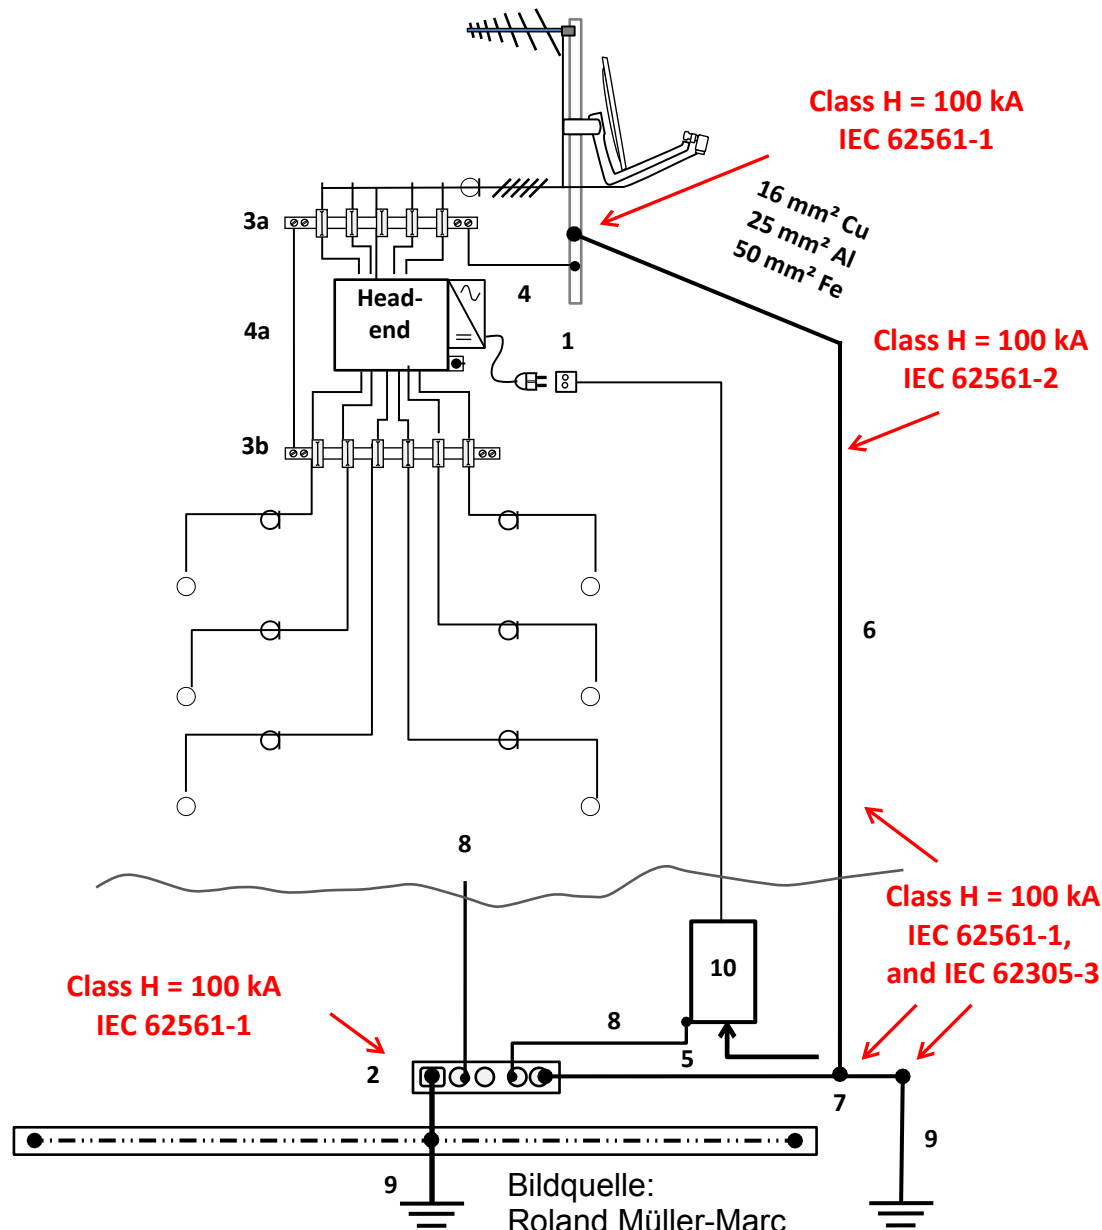 Class H = 100 kA
IEC 62561-1
16 mm² Cu
25 mm² Al
50 mm² Fe
3a
Head-
end
4
4a
1
Class H = 100 kA
IEC 62561-2
3b
6
8
Class H = 100 kA
IEC 62561-1,
and IEC 62305-3
10
Class H = 100 kA
IEC 62561-1
8
5
2
7
9
9
Bildquelle:
Roland Müller-Marc